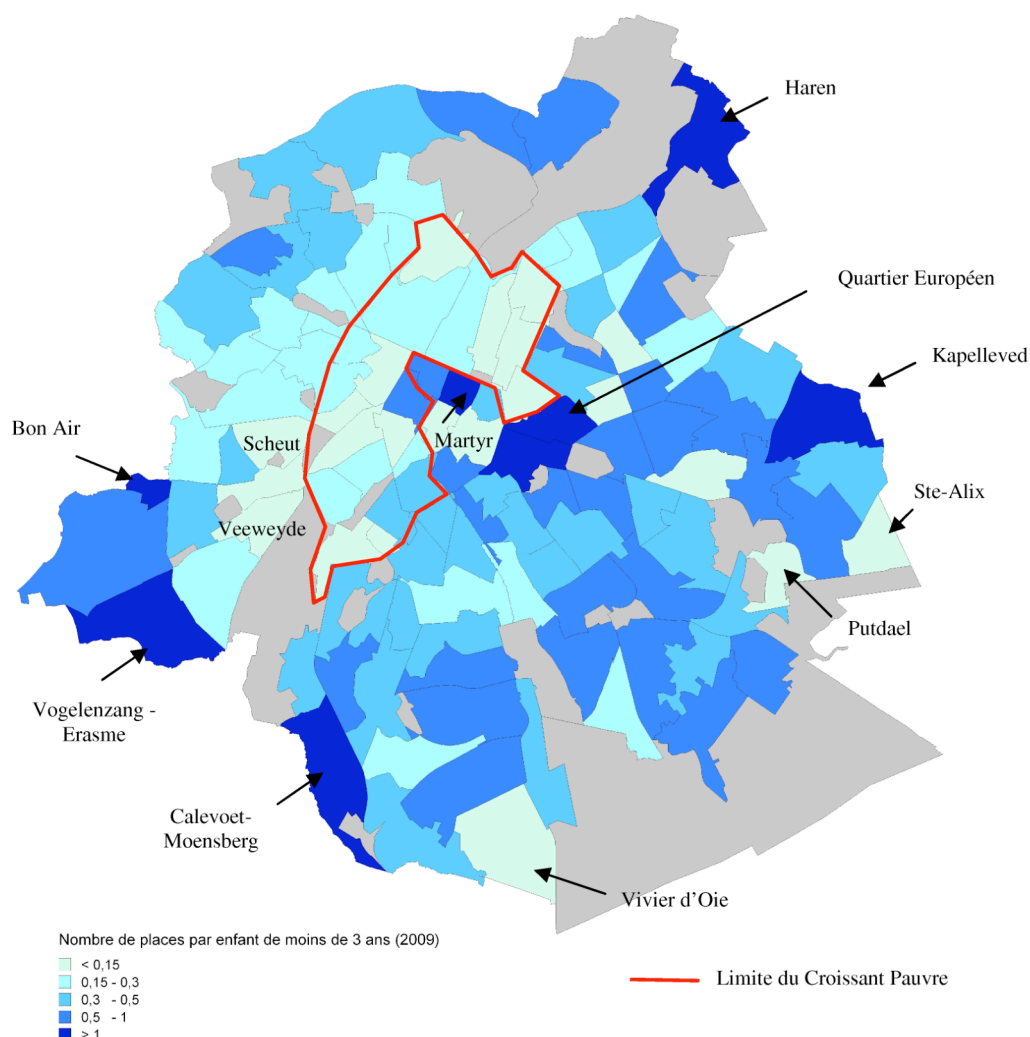 Haren
Quartier Européen
Kapelleved
Bon Air
Scheut
Martyr
Ste-Alix
Veeweyde
Putdael
Vogelenzang -
Erasme
Calevoet-
Moensberg
Vivier d'Oie
Nombre de places par enfant de moins de 3 ans (2009)
< 0,15
0,15 - 0,3
0,3 - 0,5
0,5 - 1
> 1
Limite du Croissant Pauvre